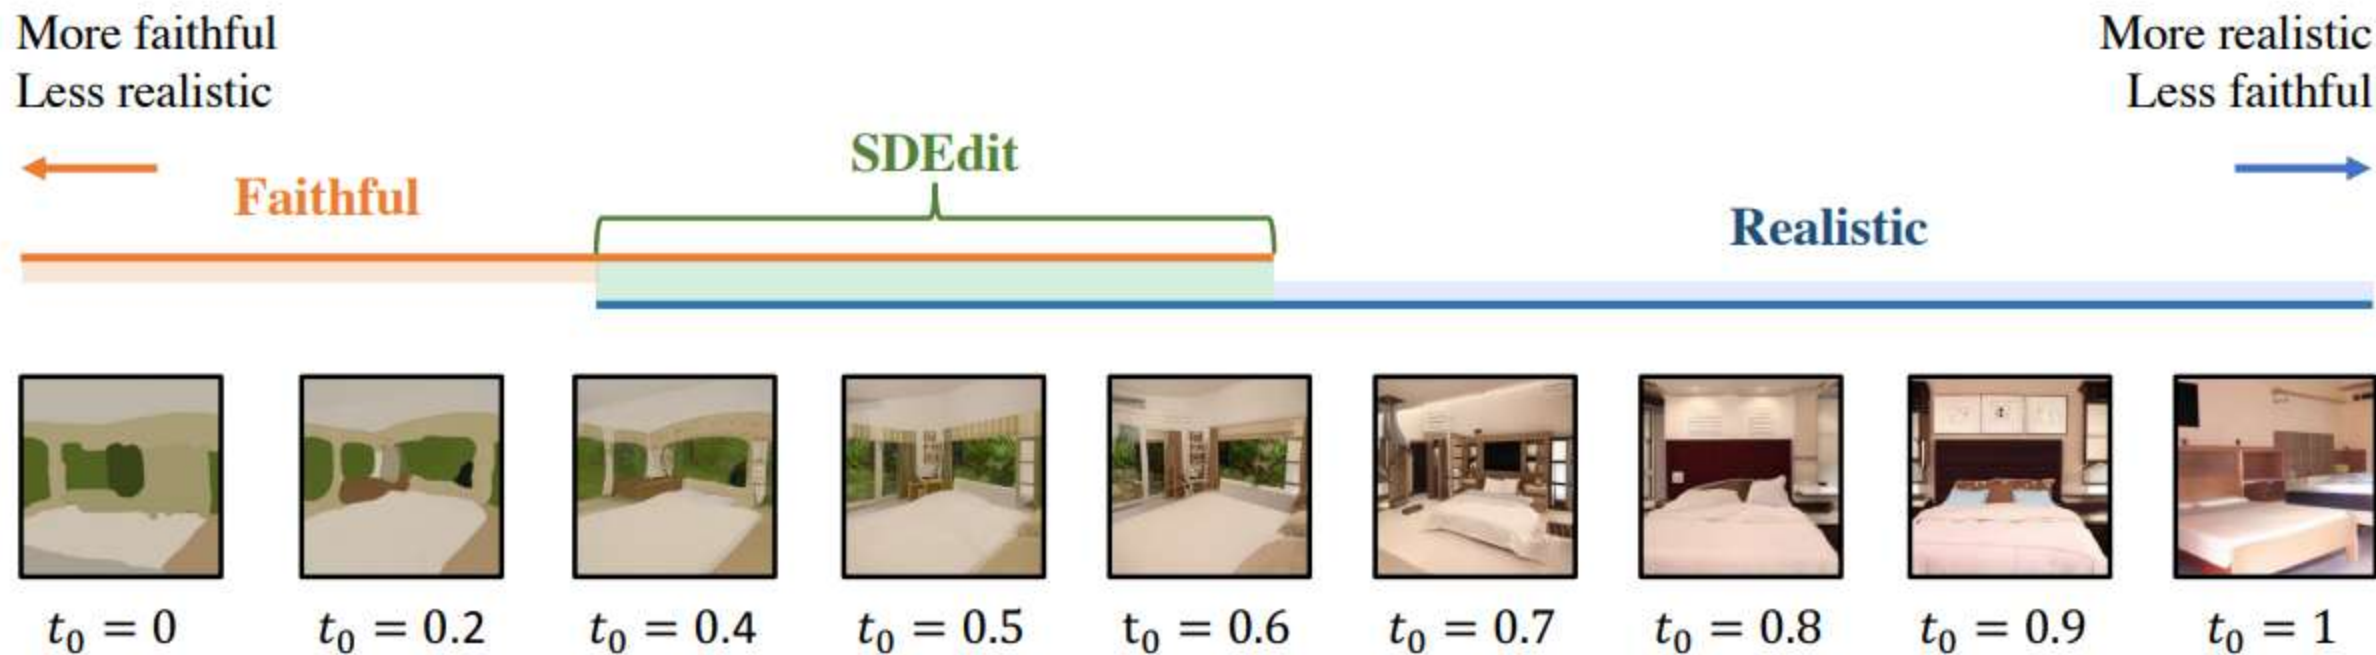 More faithful
Less realistic
More realistic
Less faithful
SDEdit
Faithful
Realistic
t₀ = 0
t₀ = 0.2
t₀ = 0.4
t₀ = 0.5
t₀ = 0.6
t₀ = 0.7
t₀ = 0.8
t₀ = 0.9
t₀ = 1